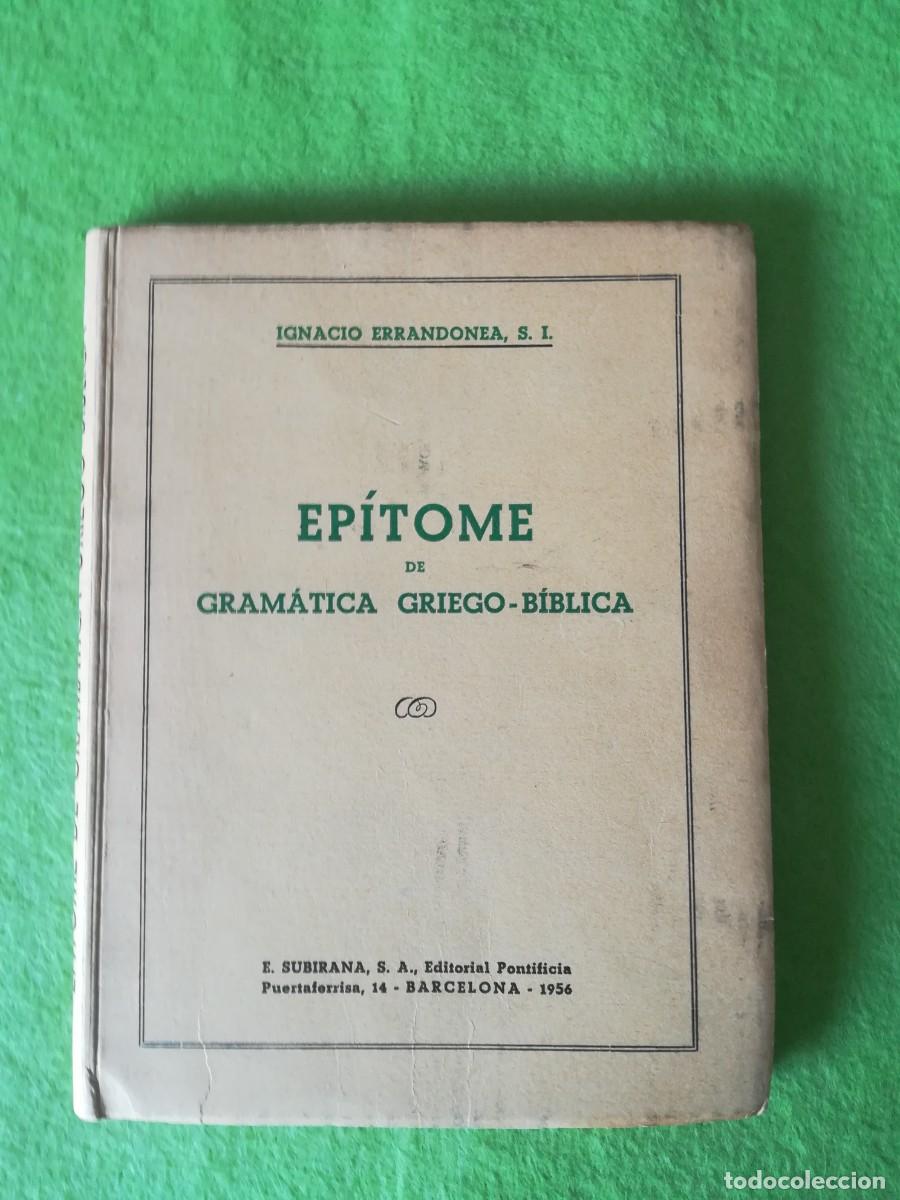 IGNACIO ERRANDONEA, S. I.
EPÍTOME
DE
GRAMÁTICA GRIEGO-BÍBLICA
E. SUBIRANA, S. A., Editorial Pontificia
Puertaferrisa, 14 - BARCELONA - 1956
todocoleccion